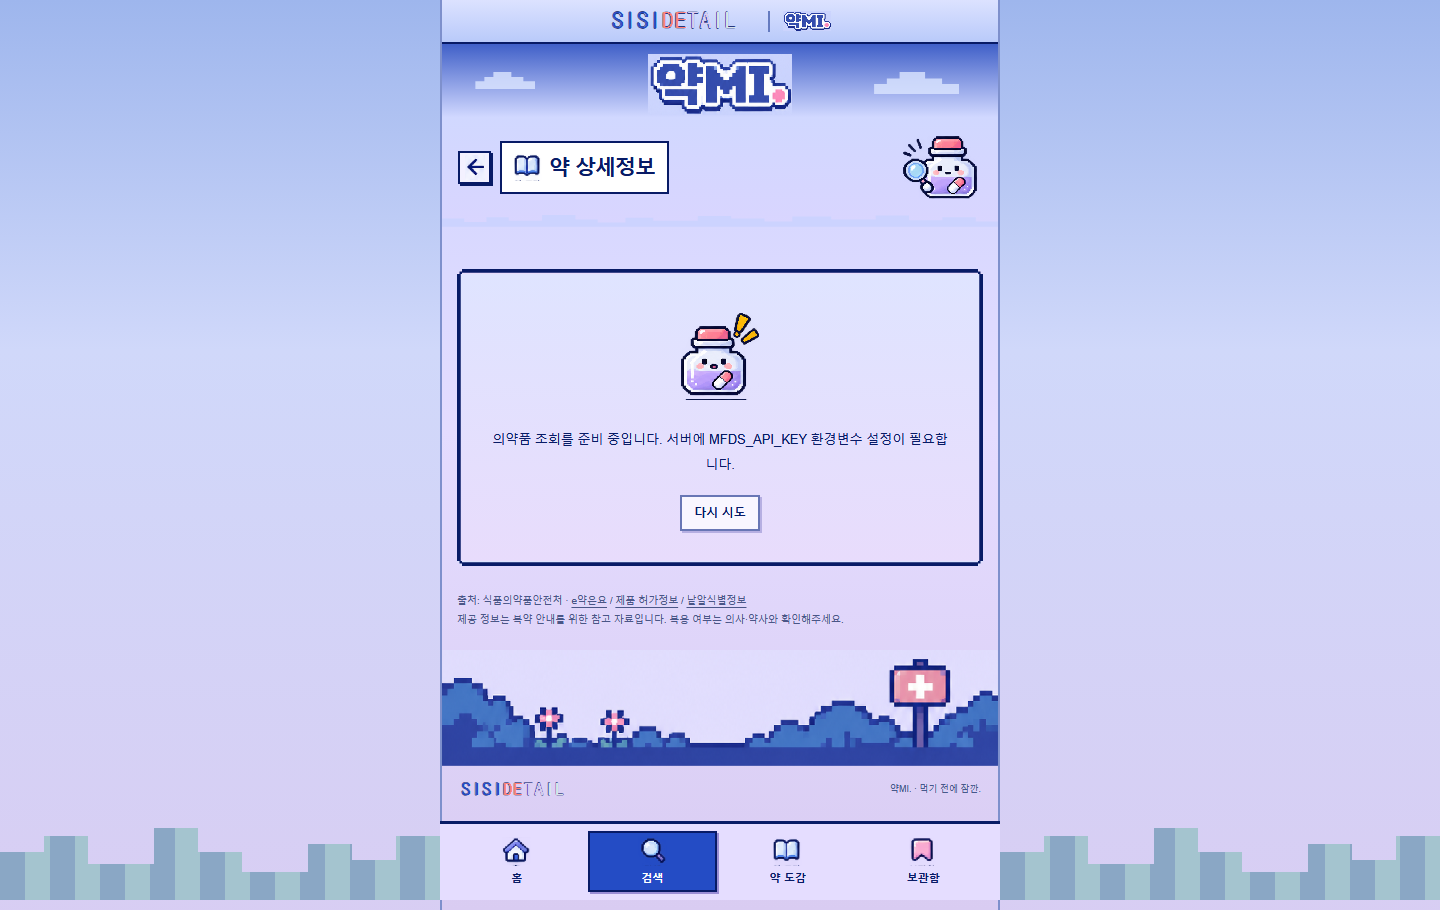 SISIDETAIL 약MI.
약MI.
약 상세정보
의약품 조회를 준비 중입니다. 서버에 MFDS_API_KEY 환경변수 설정이 필요합
니다.
다시 시도
출처: 식품의약품안전처 · e약은요 / 제품 허가정보 / 낱알식별정보
제공 정보는 복약 안내를 위한 참고 자료입니다. 복용 여부는 의사·약사와 확인해주세요.
SISIDETAIL 약MI. · 먹기 전에 잠깐.
홈 검색 약 도감 보관함